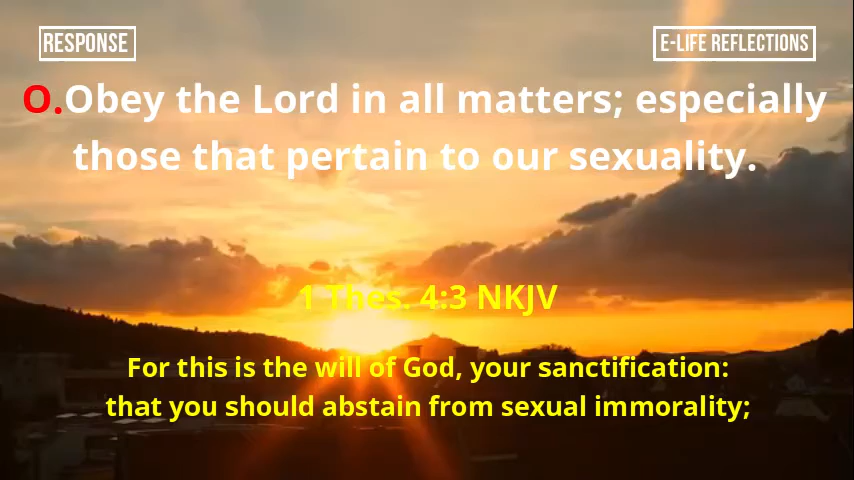 RESPONSE
E-LIFE REFLECTIONS
O.Obey the Lord in all matters; especially
those that pertain to our sexuality.
1 Thes. 4:3 NKJV
For this is the will of God, your sanctification:
that you should abstain from sexual immorality;